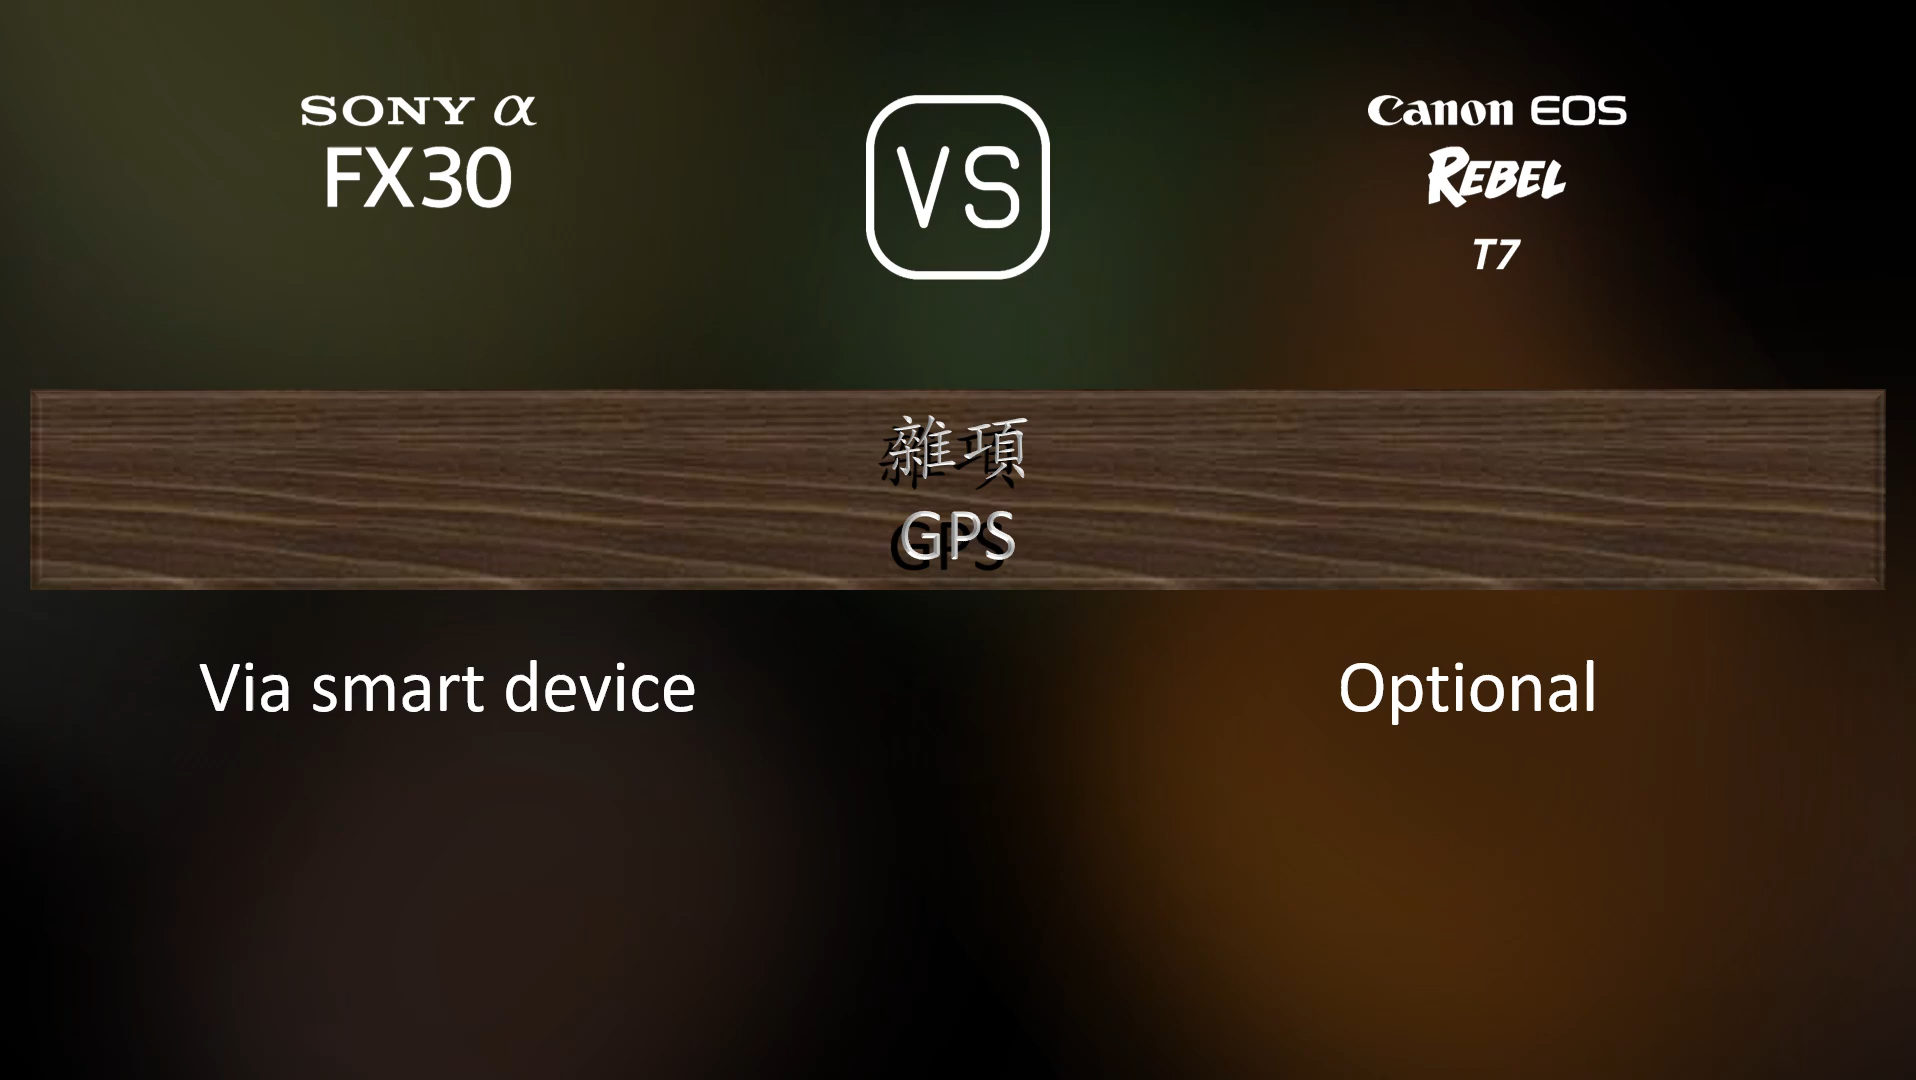 SONY α
FX30
VS
Canon EOS
REBEL
T7
雜項
GPS
Via smart device
Optional